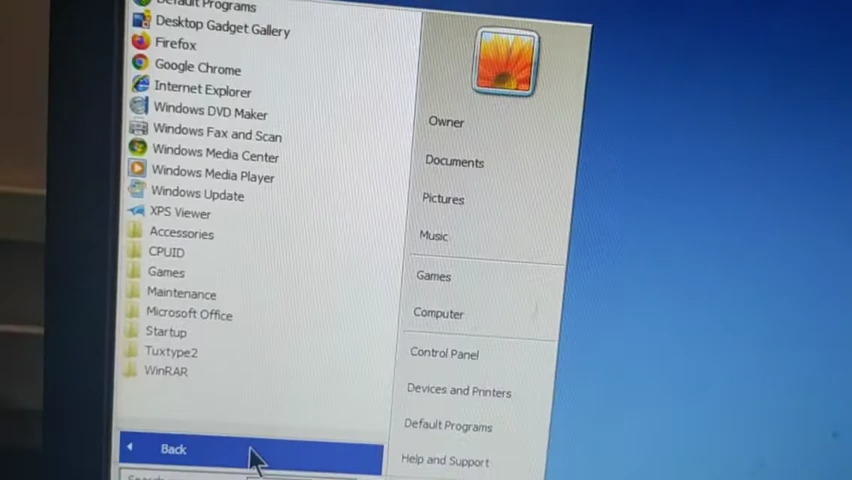 Default Programs
Desktop Gadget Gallery
Firefox
Google Chrome
Internet Explorer
Windows DVD Maker
Windows Fax and Scan
Windows Media Center
Windows Media Player
Windows Update
XPS Viewer
Accessories
CPUID
Games
Maintenance
Microsoft Office
Startup
Tuxtype2
WinRAR
Back
Owner
Documents
Pictures
Music
Games
Computer
Control Panel
Devices and Printers
Default Programs
Help and Support